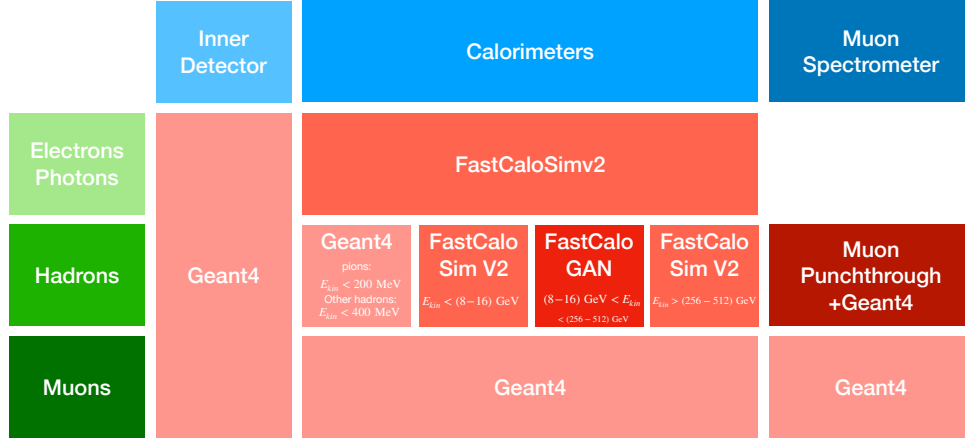 Inner
Detector
Calorimeters
Muon
Spectrometer
Electrons
Photons
FastCaloSimv2
Hadrons
Geant4
Geant4
pions:
E_kin < 200 MeV
Other hadrons:
E_kin < 400 MeV
FastCalo
Sim V2
E_kin < (8−16) GeV
FastCalo
GAN
(8−16) GeV < E_kin
< (256 − 512) GeV
FastCalo
Sim V2
E_kin > (256 − 512) GeV
Muon
Punchthrough
+Geant4
Muons
Geant4
Geant4